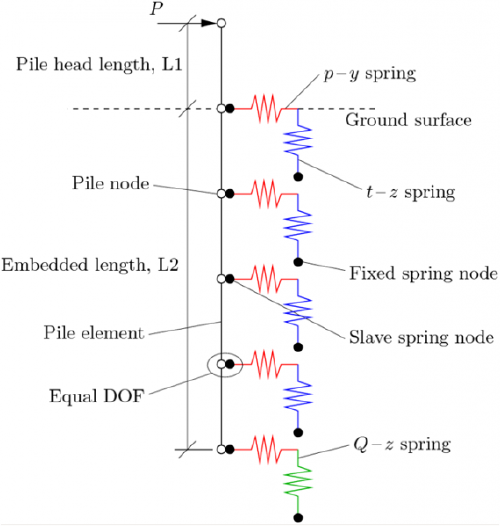 P
Pile head length, L1
p−y spring
Ground surface
Pile node
t−z spring
Embedded length, L2
Fixed spring node
Pile element
Slave spring node
Equal DOF
Q−z spring